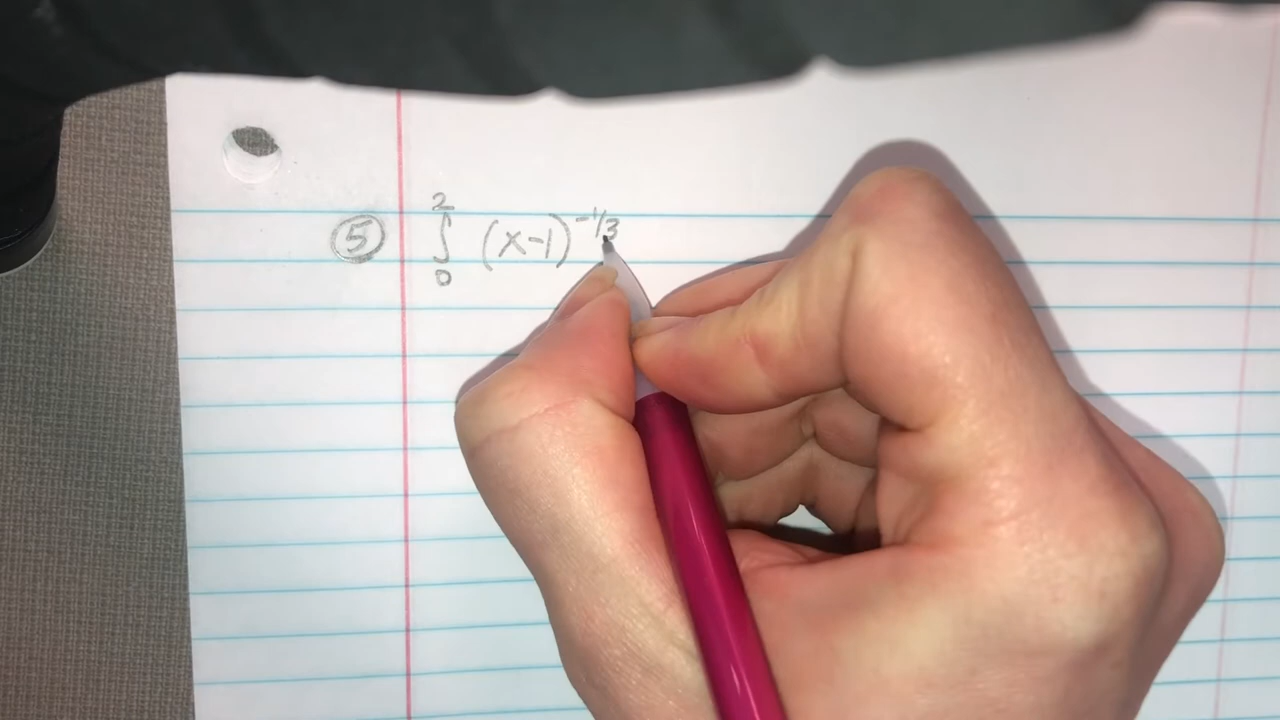 ⑤ ∫₀² (x-1)^(-1/3)